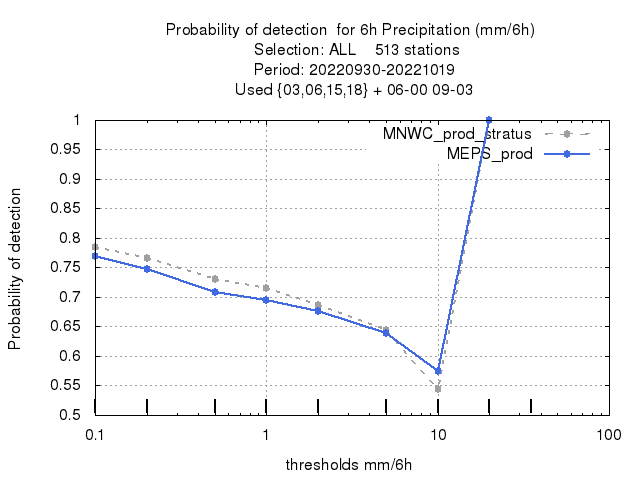 Probability of detection  for 6h Precipitation (mm/6h)
Selection: ALL    513 stations
Period: 20220930-20221019
Used {03,06,15,18} + 06-00 09-03
MNWC_prod_stratus
MEPS_prod
1
0.95
0.9
0.85
0.8
0.75
0.7
0.65
0.6
0.55
0.5
Probability of detection
0.1 1 10 100
thresholds mm/6h